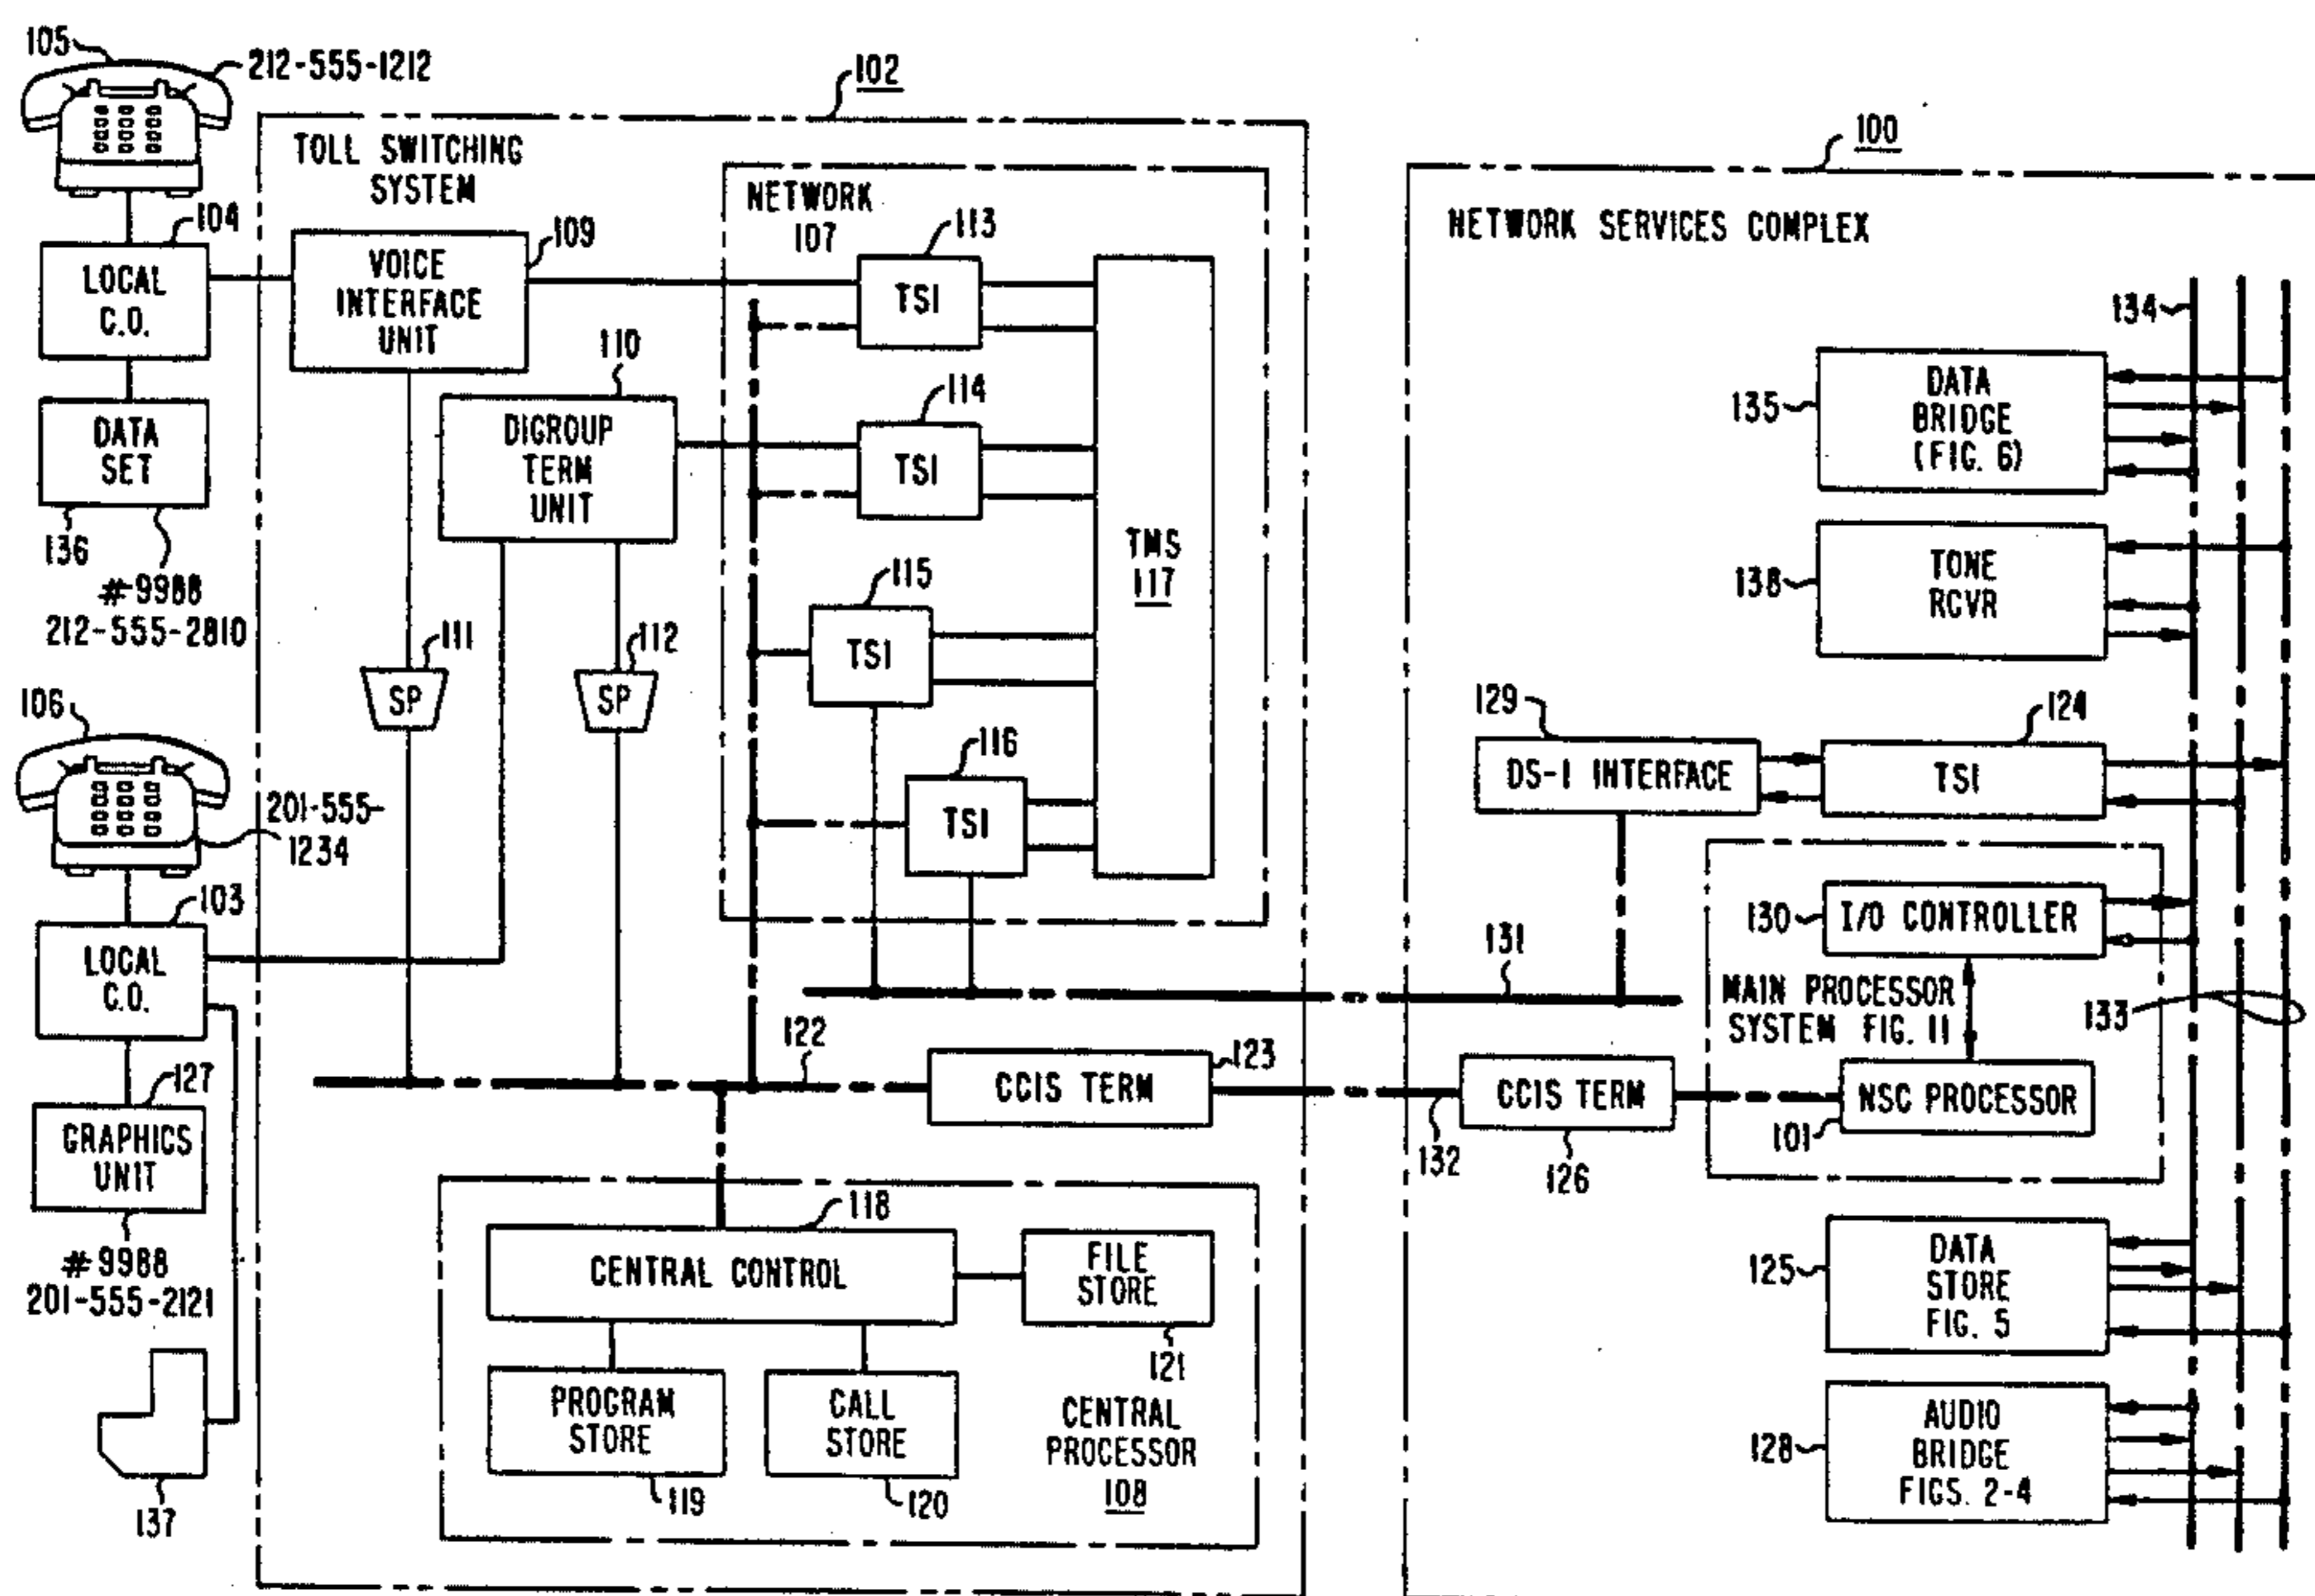 105
212-555-1212
104
LOCAL
C.O.
DATA
SET
136
#9988
212-555-2810
106
201-555-
1234
103
LOCAL
C.O.
127
GRAPHICS
UNIT
#9988
201-555-2121
137
102
TOLL SWITCHING
SYSTEM
109
VOICE
INTERFACE
UNIT
110
DIGROUP
TERM
UNIT
111
SP
112
SP
NETWORK
107
113
TSI
114
TSI
115
TSI
116
TSI
TMS
117
122
123
CCIS TERM
118
CENTRAL CONTROL
FILE
STORE
121
PROGRAM
STORE
119
CALL
STORE
120
CENTRAL
PROCESSOR
108
131
132
100
NETWORK SERVICES COMPLEX
134
135
DATA
BRIDGE
(FIG. 6)
138
TONE
RCVR
129
DS-1 INTERFACE
124
TSI
130
I/O CONTROLLER
MAIN PROCESSOR
SYSTEM FIG. 11
133
CCIS TERM
126
NSC PROCESSOR
101
125
DATA
STORE
FIG. 5
128
AUDIO
BRIDGE
FIGS. 2-4